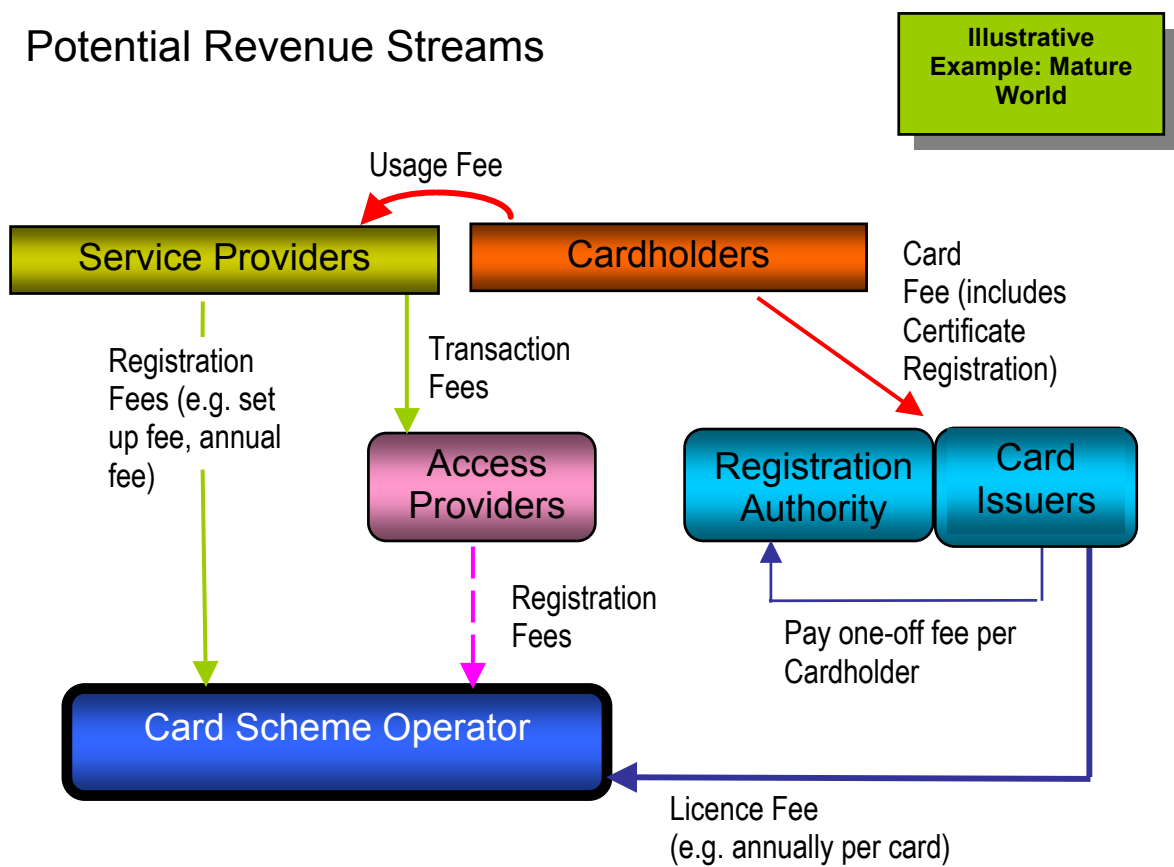 Potential Revenue Streams
Illustrative
Example: Mature
World
Usage Fee
Service Providers
Cardholders
Card
Fee (includes
Certificate
Registration)
Registration
Fees (e.g. set
up fee, annual
fee)
Transaction
Fees
Access
Providers
Registration
Authority
Card
Issuers
Registration
Fees
Pay one-off fee per
Cardholder
Card Scheme Operator
Licence Fee
(e.g. annually per card)